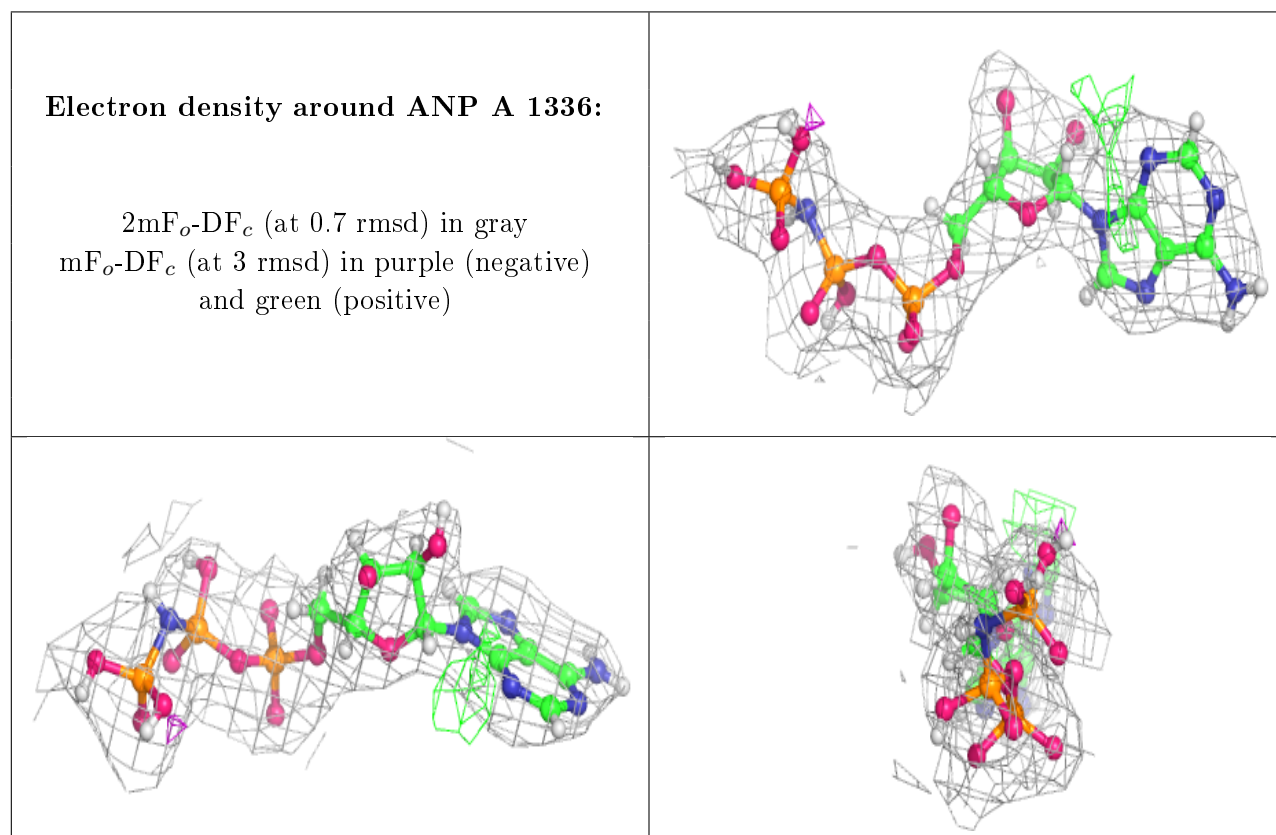 Electron density around ANP A 1336:
2mFₒ-DF𝒸 (at 0.7 rmsd) in gray
mFₒ-DF𝒸 (at 3 rmsd) in purple (negative)
and green (positive)